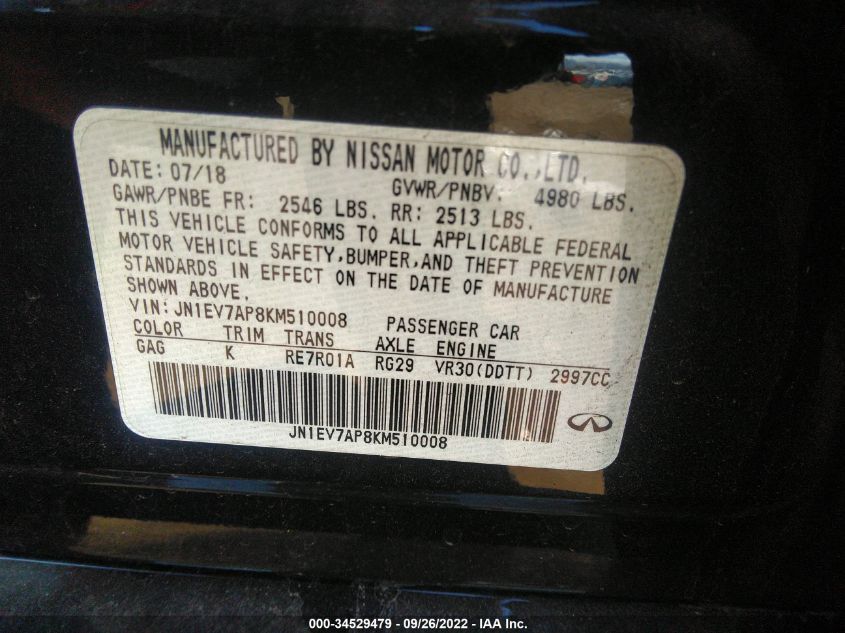 MANUFACTURED BY NISSAN MOTOR CO.,LTD.
DATE: 07/18 GVWR/PNBV: 4980 LBS.
GAWR/PNBE FR: 2546 LBS. RR: 2513 LBS.
THIS VEHICLE CONFORMS TO ALL APPLICABLE FEDERAL
MOTOR VEHICLE SAFETY,BUMPER,AND THEFT PREVENTION
STANDARDS IN EFFECT ON THE DATE OF MANUFACTURE
SHOWN ABOVE.
VIN: JN1EV7AP8KM510008 PASSENGER CAR
COLOR TRIM TRANS AXLE ENGINE
GAG K RE7R01A RG29 VR30(DDTT) 2997CC
JN1EV7AP8KM510008
000-34529479 - 09/26/2022 - IAA Inc.